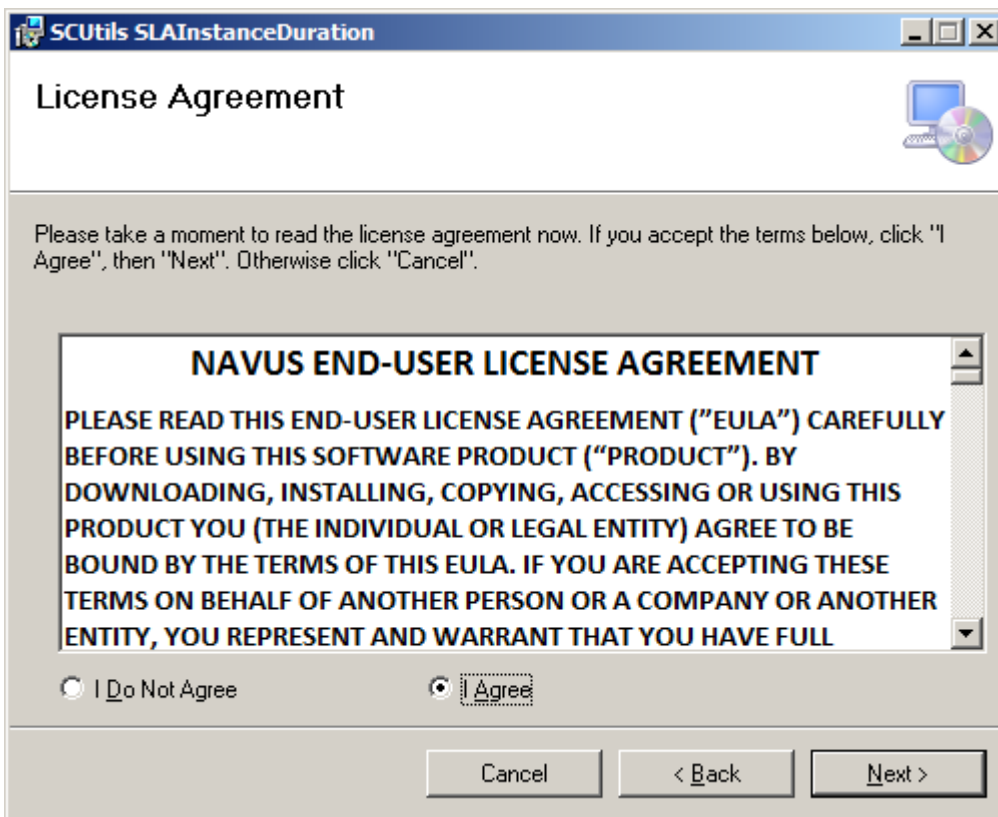 SCUtils SLAInstanceDuration
License Agreement
Please take a moment to read the license agreement now. If you accept the terms below, click "I
Agree", then "Next". Otherwise click "Cancel".
NAVUS END-USER LICENSE AGREEMENT
PLEASE READ THIS END-USER LICENSE AGREEMENT (”EULA”) CAREFULLY
BEFORE USING THIS SOFTWARE PRODUCT (“PRODUCT”). BY
DOWNLOADING, INSTALLING, COPYING, ACCESSING OR USING THIS
PRODUCT YOU (THE INDIVIDUAL OR LEGAL ENTITY) AGREE TO BE
BOUND BY THE TERMS OF THIS EULA. IF YOU ARE ACCEPTING THESE
TERMS ON BEHALF OF ANOTHER PERSON OR A COMPANY OR ANOTHER
ENTITY, YOU REPRESENT AND WARRANT THAT YOU HAVE FULL
I Do Not Agree I Agree
Cancel < Back Next >